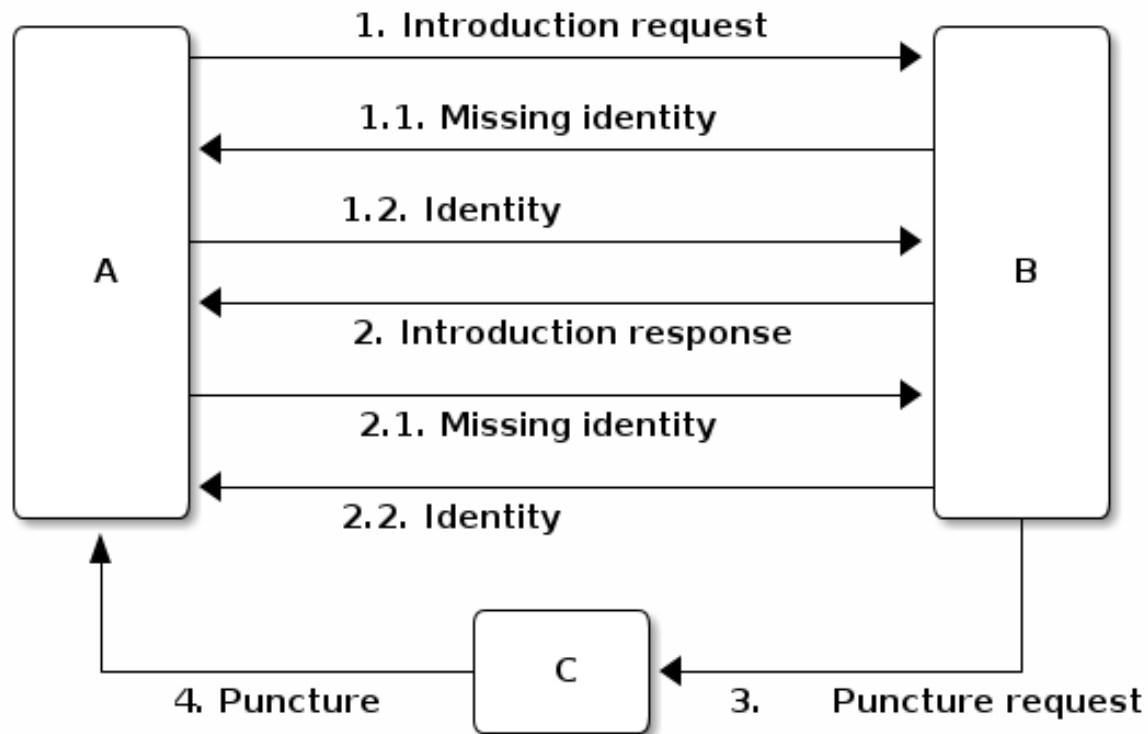 1. Introduction request
1.1. Missing identity
1.2. Identity
A
B
2. Introduction response
2.1. Missing identity
2.2. Identity
C
4. Puncture
3. Puncture request